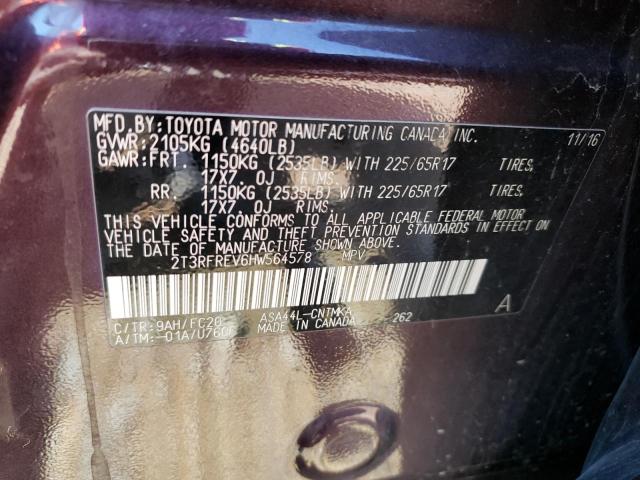 MFD.BY:TOYOTA MOTOR MANUFACTURING CANADA INC.
GVWR:2105KG (4640LB) 11/16
GAWR:FRT. 1150KG (2535LB) WITH 225/65R17 TIRES,
17X7.0J RIMS
RR. 1150KG (2535LB) WITH 225/65R17 TIRES,
17X7.0J RIMS.
THIS VEHICLE CONFORMS TO ALL APPLICABLE FEDERAL MOTOR
VEHICLE SAFETY AND THEFT PREVENTION STANDARDS IN EFFECT ON
THE DATE OF MANUFACTURE SHOWN ABOVE.
2T3RFREV6HW564578 MPV
A
C/TR:9AH/FC20 ASA44L-CNTMKA
A/TM:-01A/U760 MADE IN CANADA 262